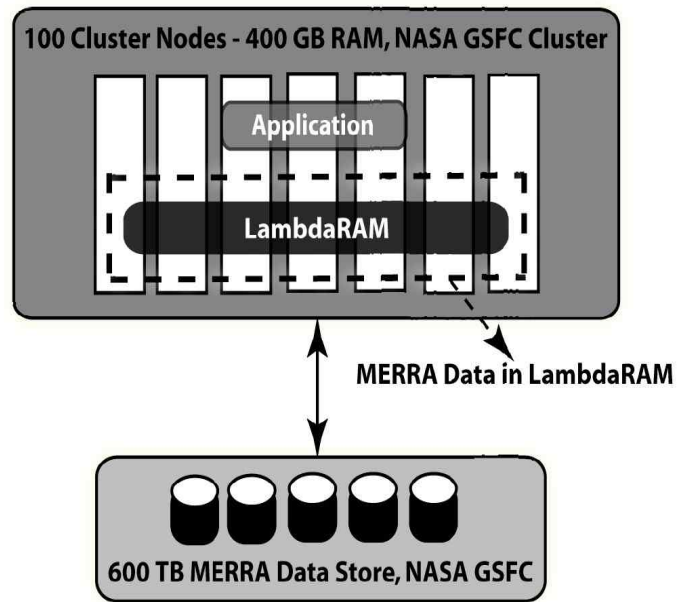 100 Cluster Nodes - 400 GB RAM, NASA GSFC Cluster
Application
LambdaRAM
MERRA Data in LambdaRAM
600 TB MERRA Data Store, NASA GSFC